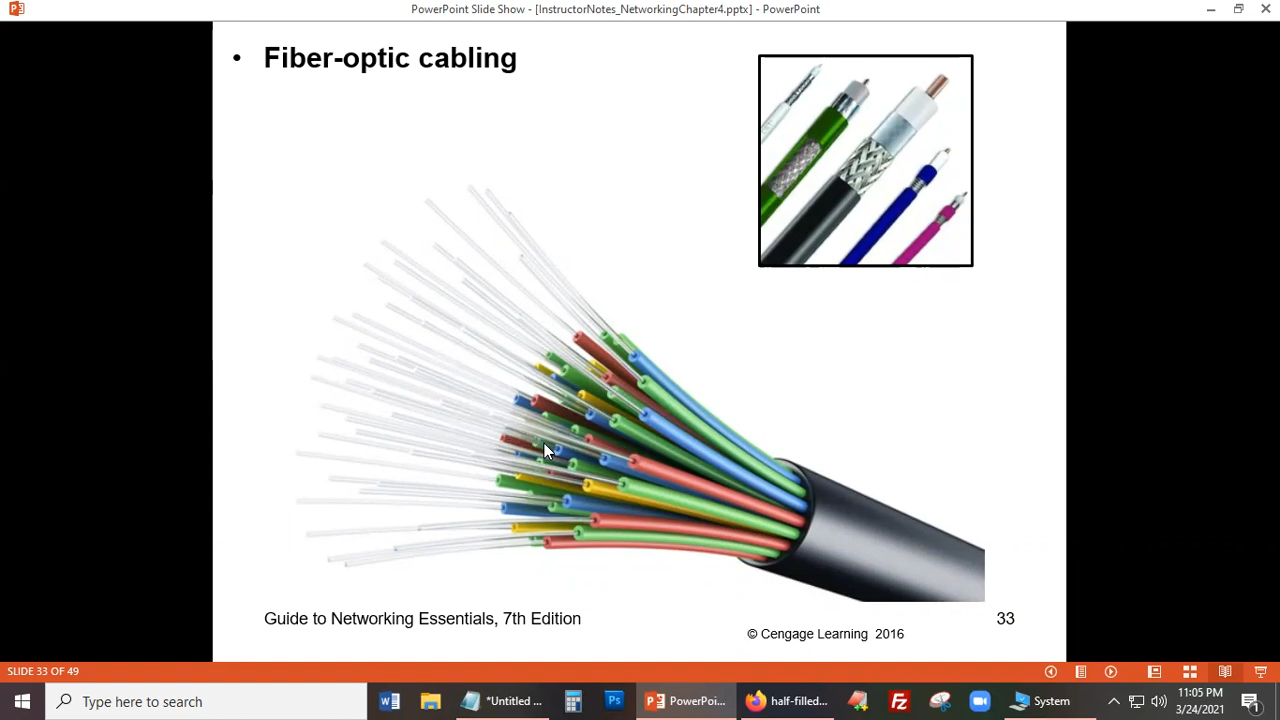 PowerPoint Slide Show - [InstructorNotes_NetworkingChapter4.pptx] - PowerPoint
• Fiber-optic cabling
Guide to Networking Essentials, 7th Edition
33
© Cengage Learning 2016
SLIDE 33 OF 49
Type here to search
*Untitled ...
PowerPoi...
half-filled...
System
11:05 PM
3/24/2021
1